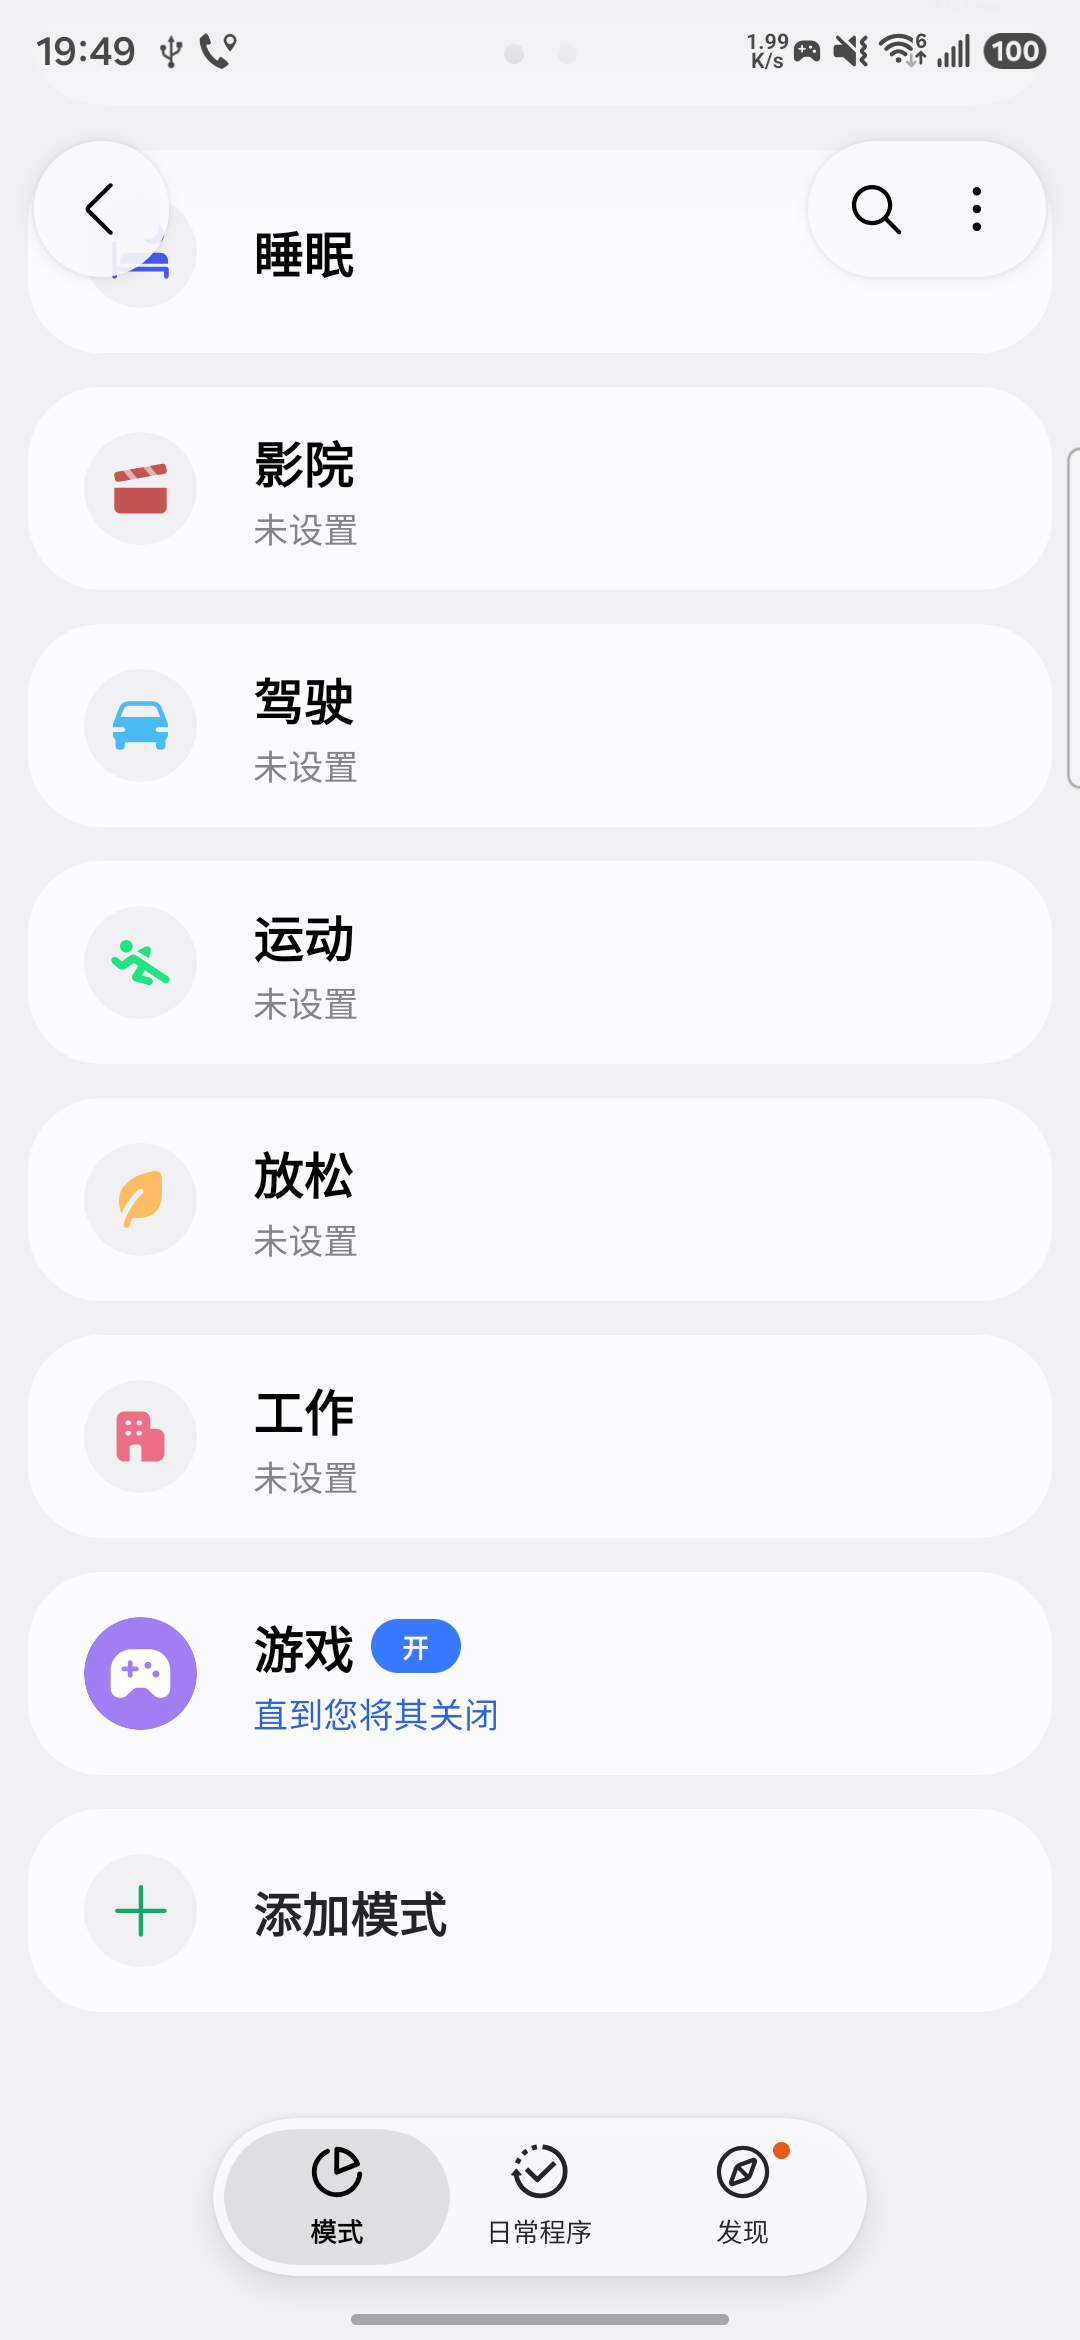 19:49
1.99
K/s
6
100
睡眠
影院
未设置
驾驶
未设置
运动
未设置
放松
未设置
工作
未设置
游戏 开
直到您将其关闭
添加模式
模式 日常程序 发现